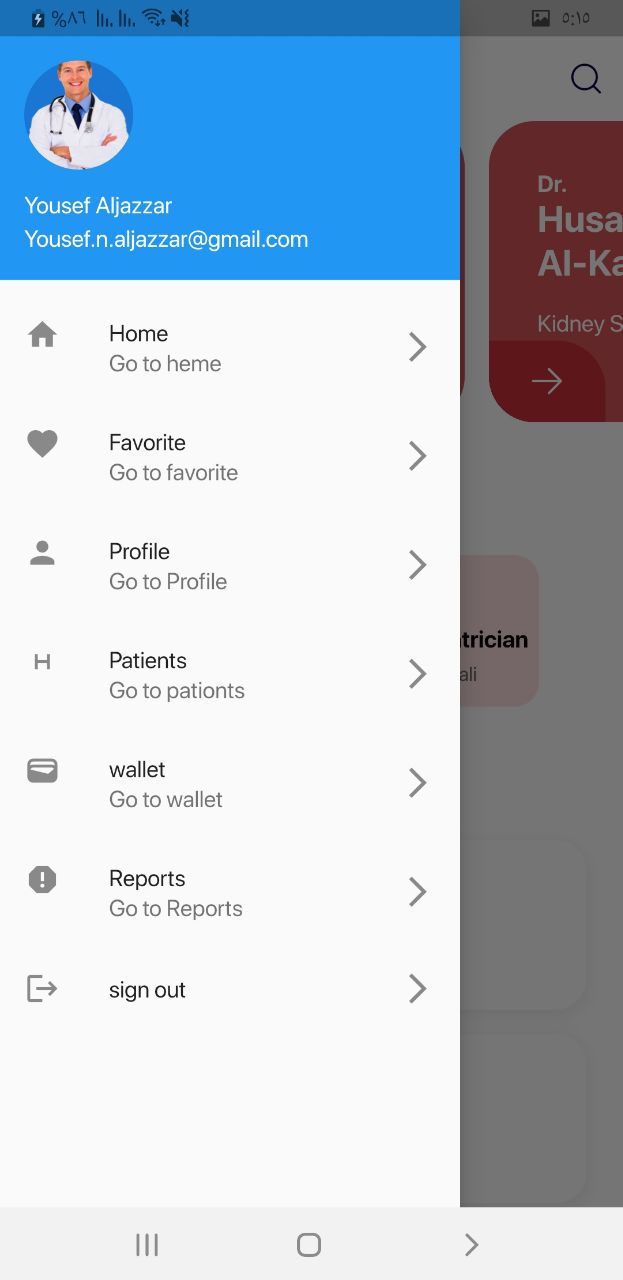 %٨٦
٥:١٥
Yousef Aljazzar
Yousef.n.aljazzar@gmail.com
Home
Go to heme
Favorite
Go to favorite
Profile
Go to Profile
Patients
Go to pationts
wallet
Go to wallet
Reports
Go to Reports
sign out
Dr.
Husa
Al-Ka
Kidney S
trician
ali